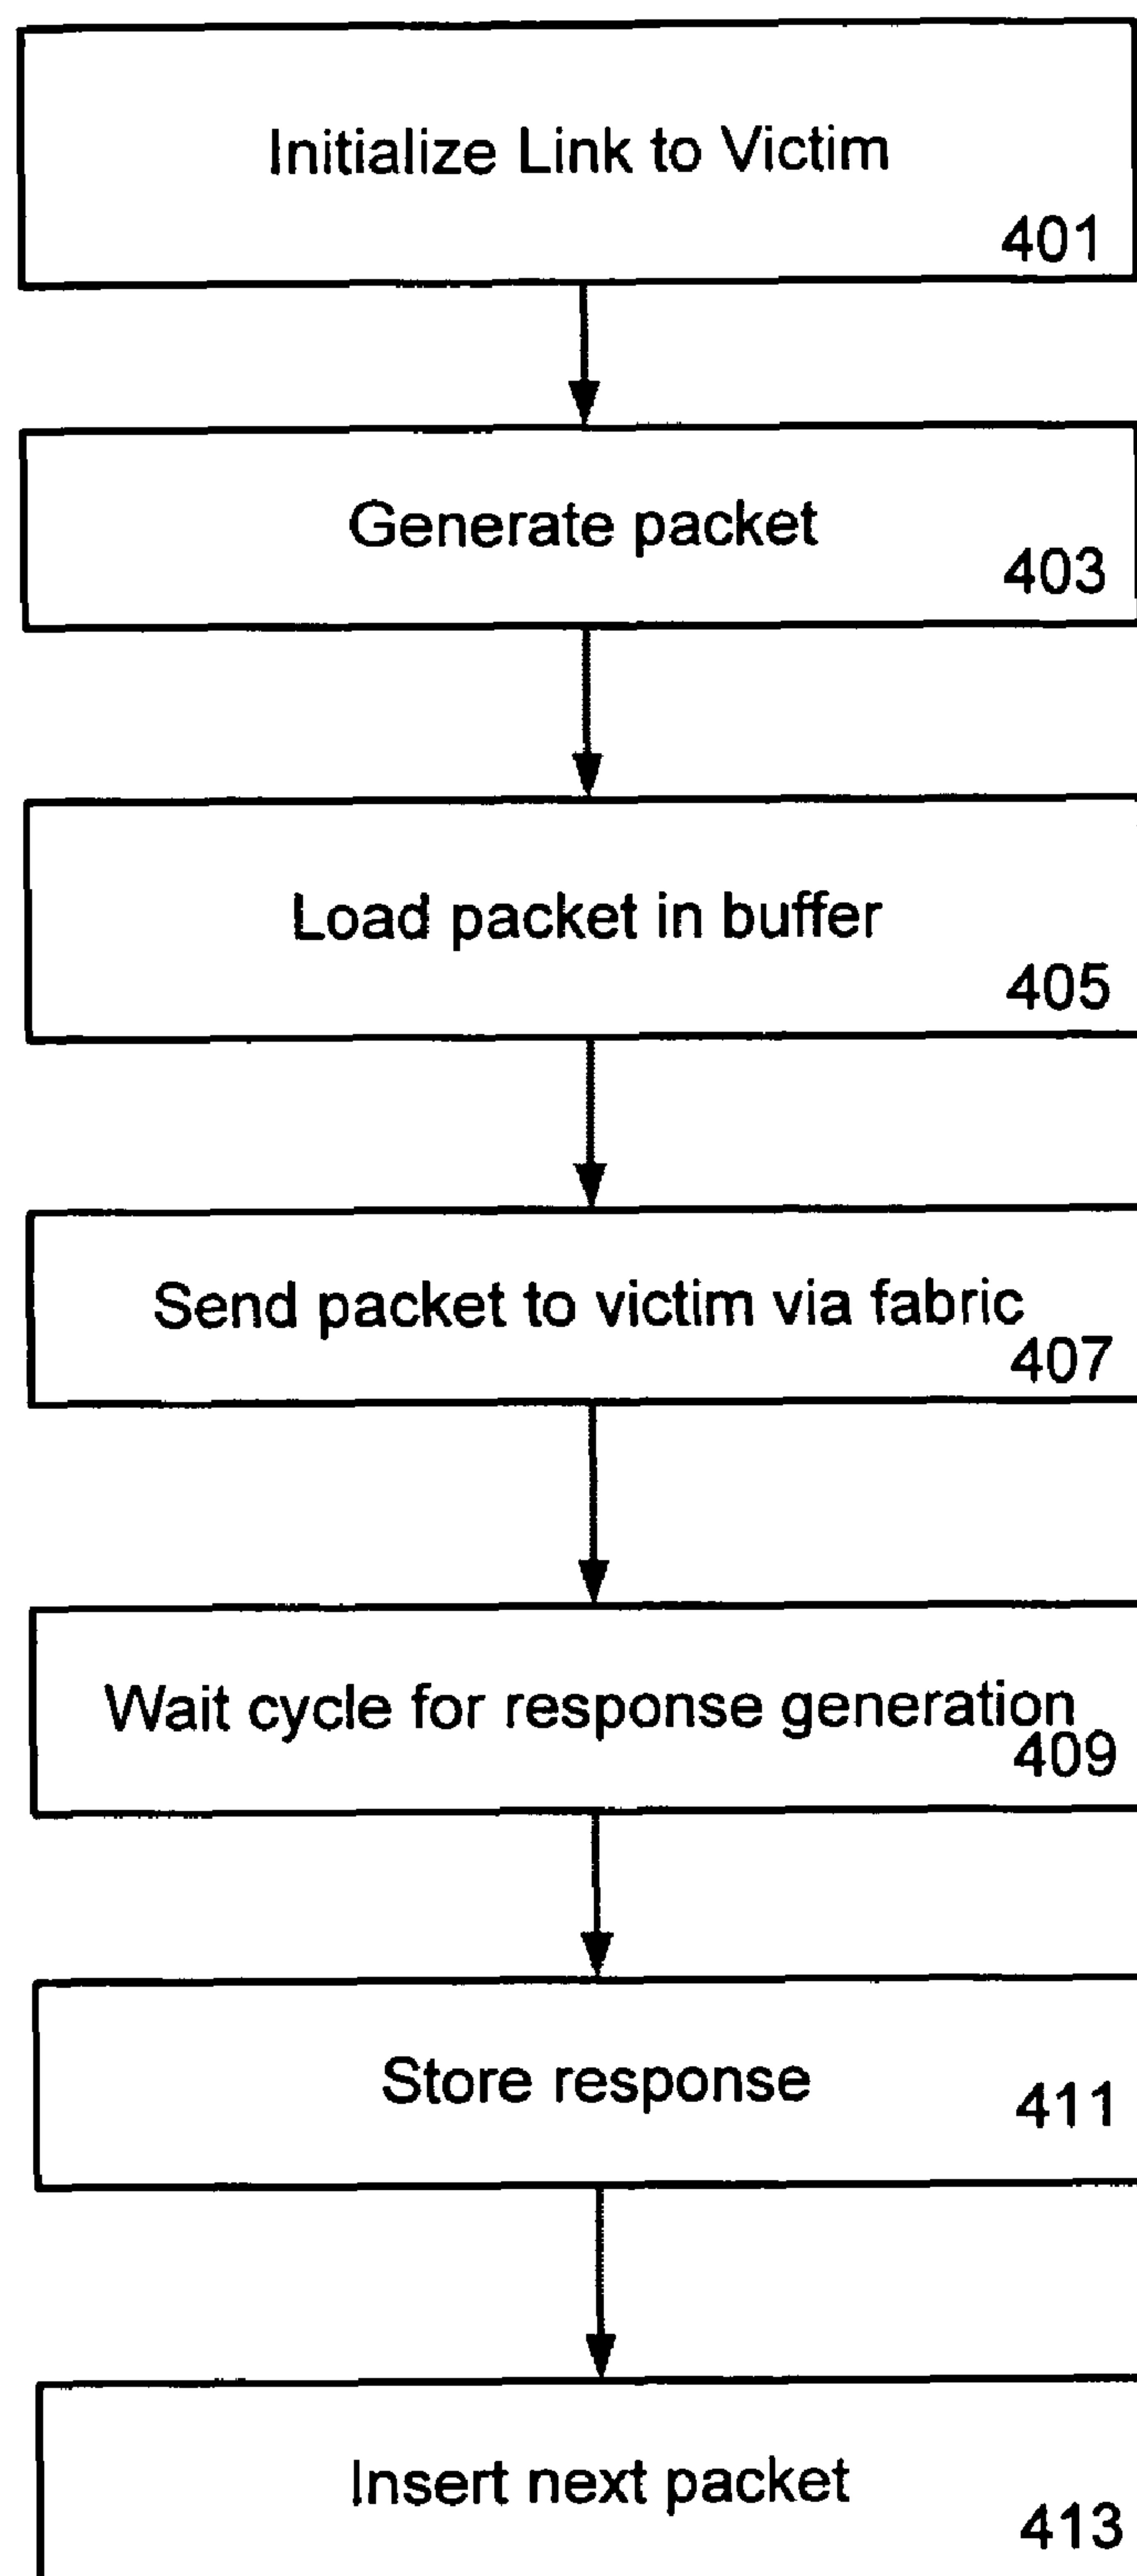 Initialize Link to Victim
401
Generate packet
403
Load packet in buffer
405
Send packet to victim via fabric
407
Wait cycle for response generation
409
Store response
411
Insert next packet
413